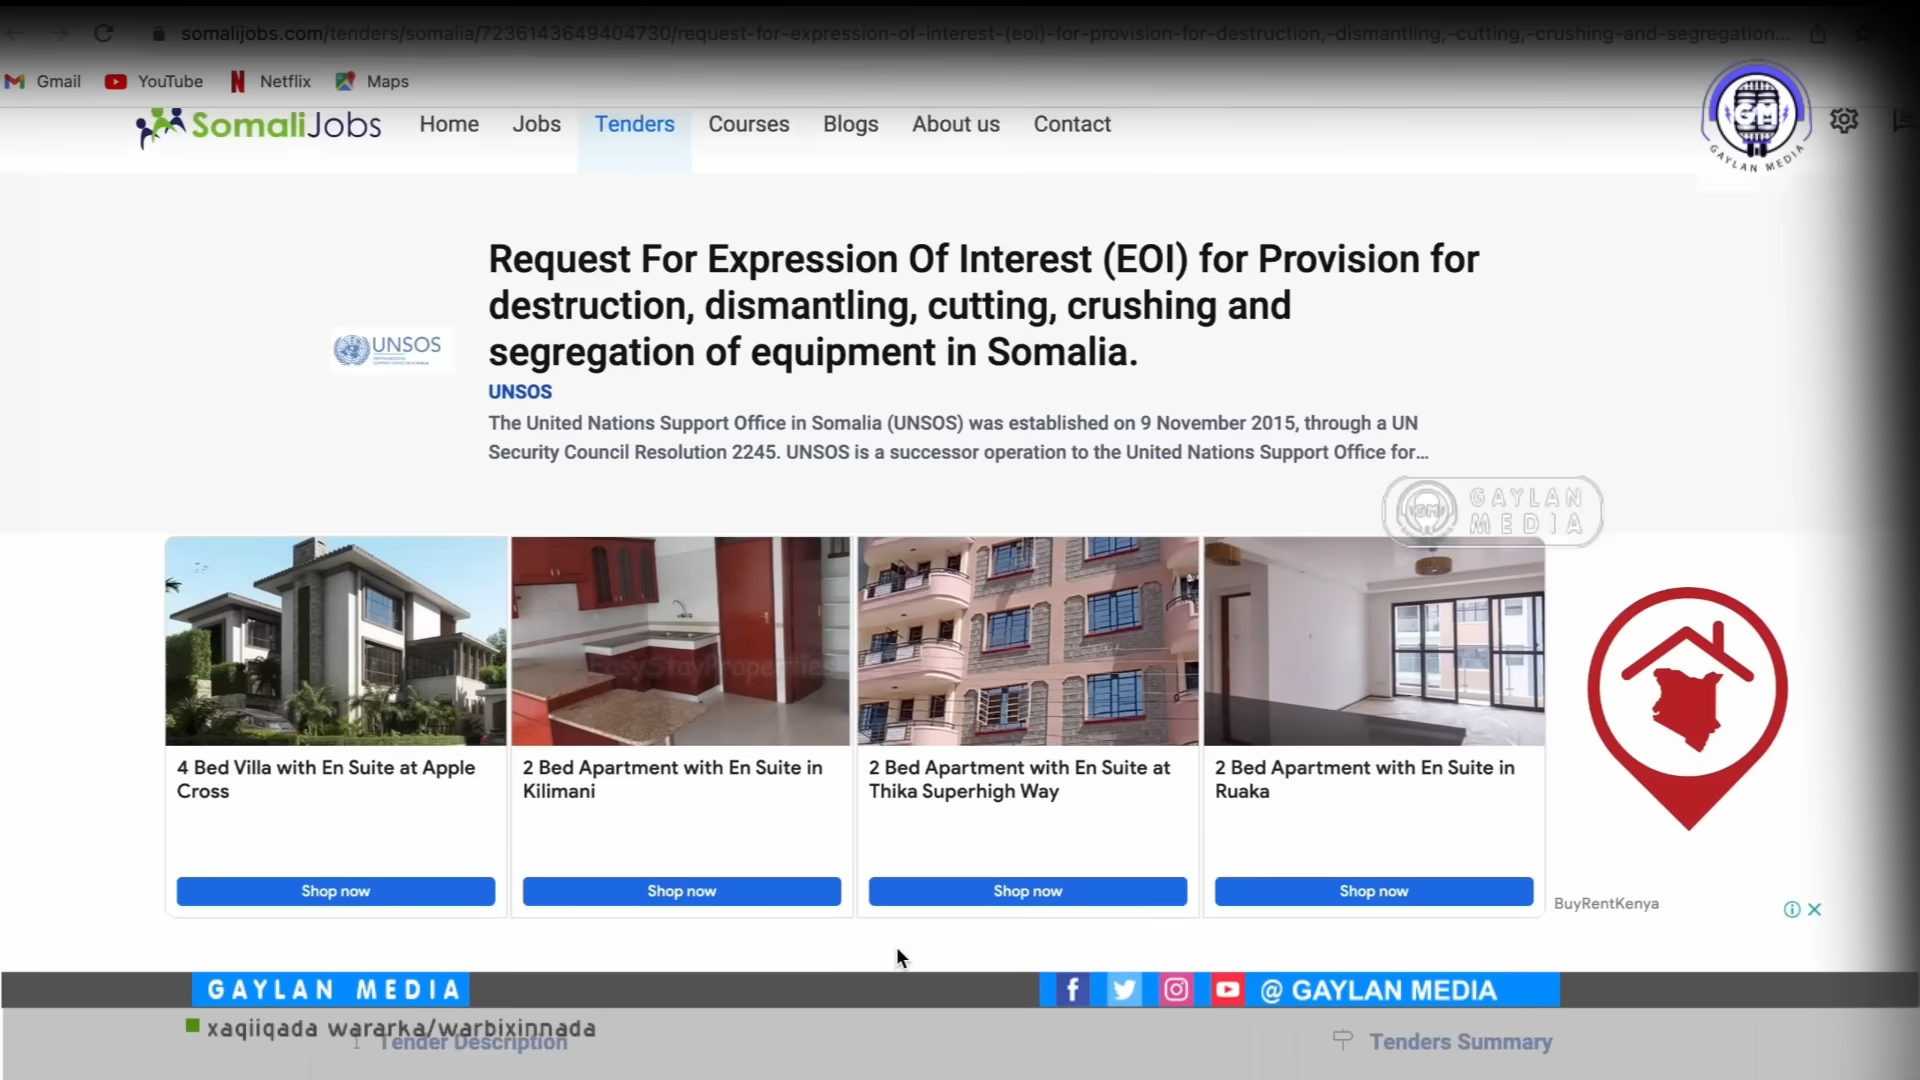 somalijobs.com/tenders/somalia/7236143649404730/request-for-expression-of-interest-(eoi)-for-provision-for-destruction,-dismantling,-cutting,-crushing-and-segregation...
Gmail YouTube Netflix Maps
SomaliJobs Home Jobs Tenders Courses Blogs About us Contact
GM
GAYLAN MEDIA
Request For Expression Of Interest (EOI) for Provision for
destruction, dismantling, cutting, crushing and
segregation of equipment in Somalia.
UNSOS
UNSOS
The United Nations Support Office in Somalia (UNSOS) was established on 9 November 2015, through a UN
Security Council Resolution 2245. UNSOS is a successor operation to the United Nations Support Office for...
GM
GAYLAN
MEDIA
EasyStayProperties
4 Bed Villa with En Suite at Apple
Cross
2 Bed Apartment with En Suite in
Kilimani
2 Bed Apartment with En Suite at
Thika Superhigh Way
2 Bed Apartment with En Suite in
Ruaka
Shop now
Shop now
Shop now
Shop now
BuyRentKenya
GAYLAN MEDIA
@ GAYLAN MEDIA
xaqiiqada wararka/warbixinnada
Tender Description
Tenders Summary